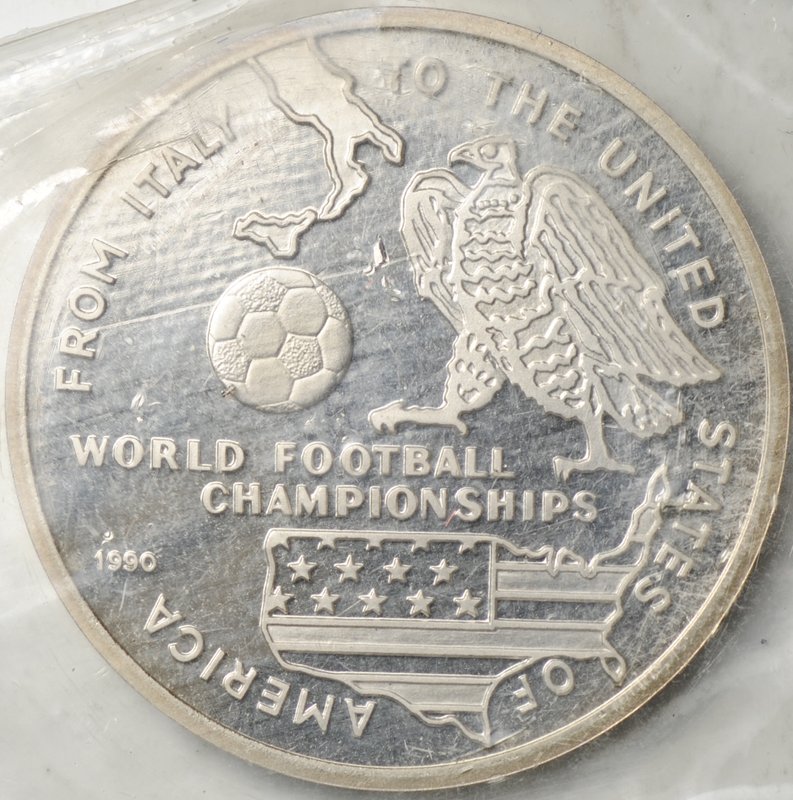 FROM ITALY TO THE UNITED STATES OF AMERICA
WORLD FOOTBALL
CHAMPIONSHIPS
1990